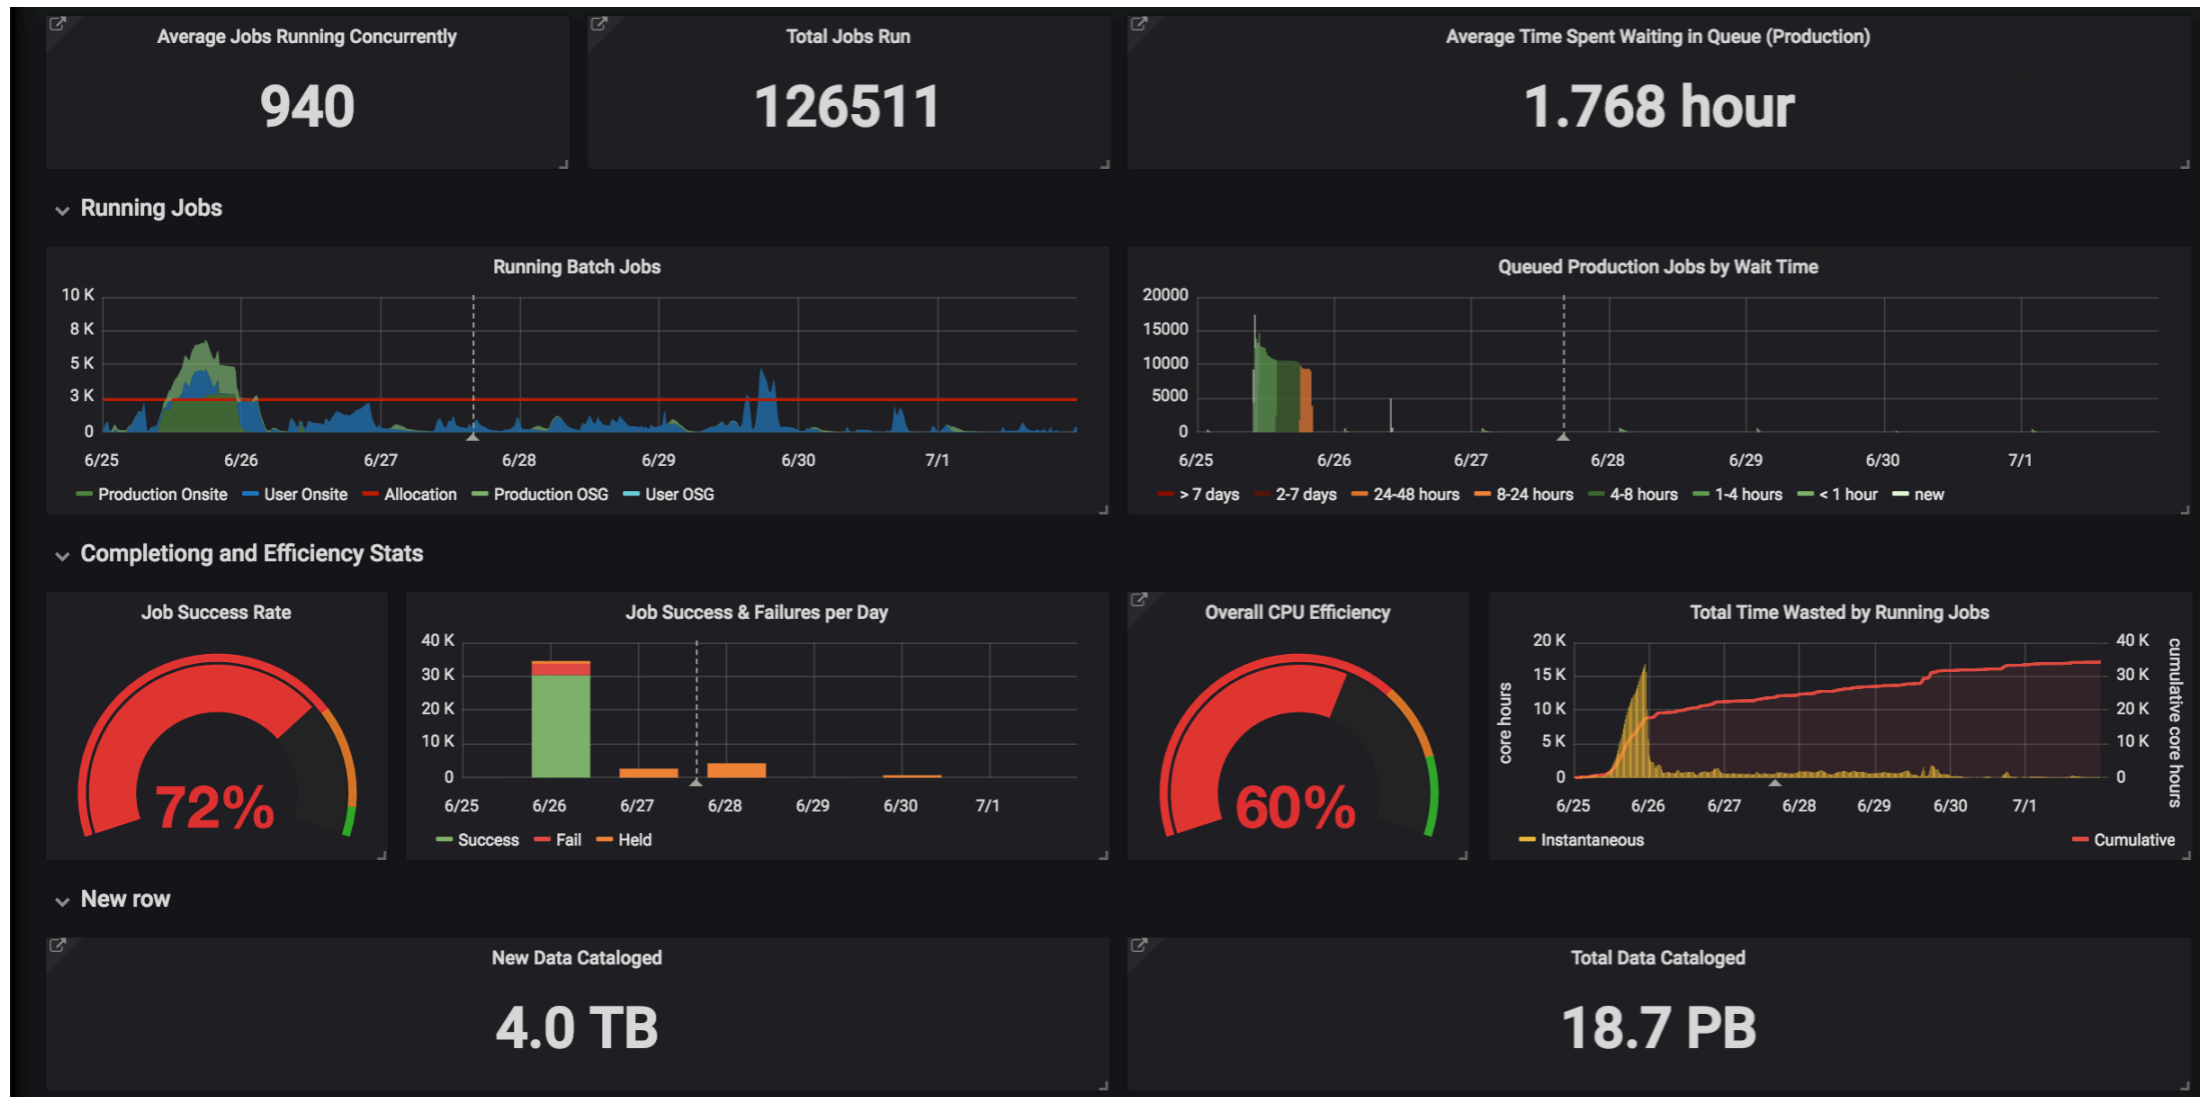 Average Jobs Running Concurrently
940
Total Jobs Run
126511
Average Time Spent Waiting in Queue (Production)
1.768 hour
Running Jobs
Running Batch Jobs
10 K
8 K
5 K
3 K
0
6/25 6/26 6/27 6/28 6/29 6/30 7/1
Production Onsite User Onsite Allocation Production OSG User OSG
Queued Production Jobs by Wait Time
20000
15000
10000
5000
0
6/25 6/26 6/27 6/28 6/29 6/30 7/1
> 7 days 2-7 days 24-48 hours 8-24 hours 4-8 hours 1-4 hours < 1 hour new
Completiong and Efficiency Stats
Job Success Rate
72%
Job Success & Failures per Day
40 K
30 K
20 K
10 K
0
6/25 6/26 6/27 6/28 6/29 6/30 7/1
Success Fail Held
Overall CPU Efficiency
60%
Total Time Wasted by Running Jobs
core hours
20 K
15 K
10 K
5 K
0
40 K
30 K
20 K
10 K
0
cumulative core hours
6/25 6/26 6/27 6/28 6/29 6/30 7/1
Instantaneous Cumulative
New row
New Data Cataloged
4.0 TB
Total Data Cataloged
18.7 PB